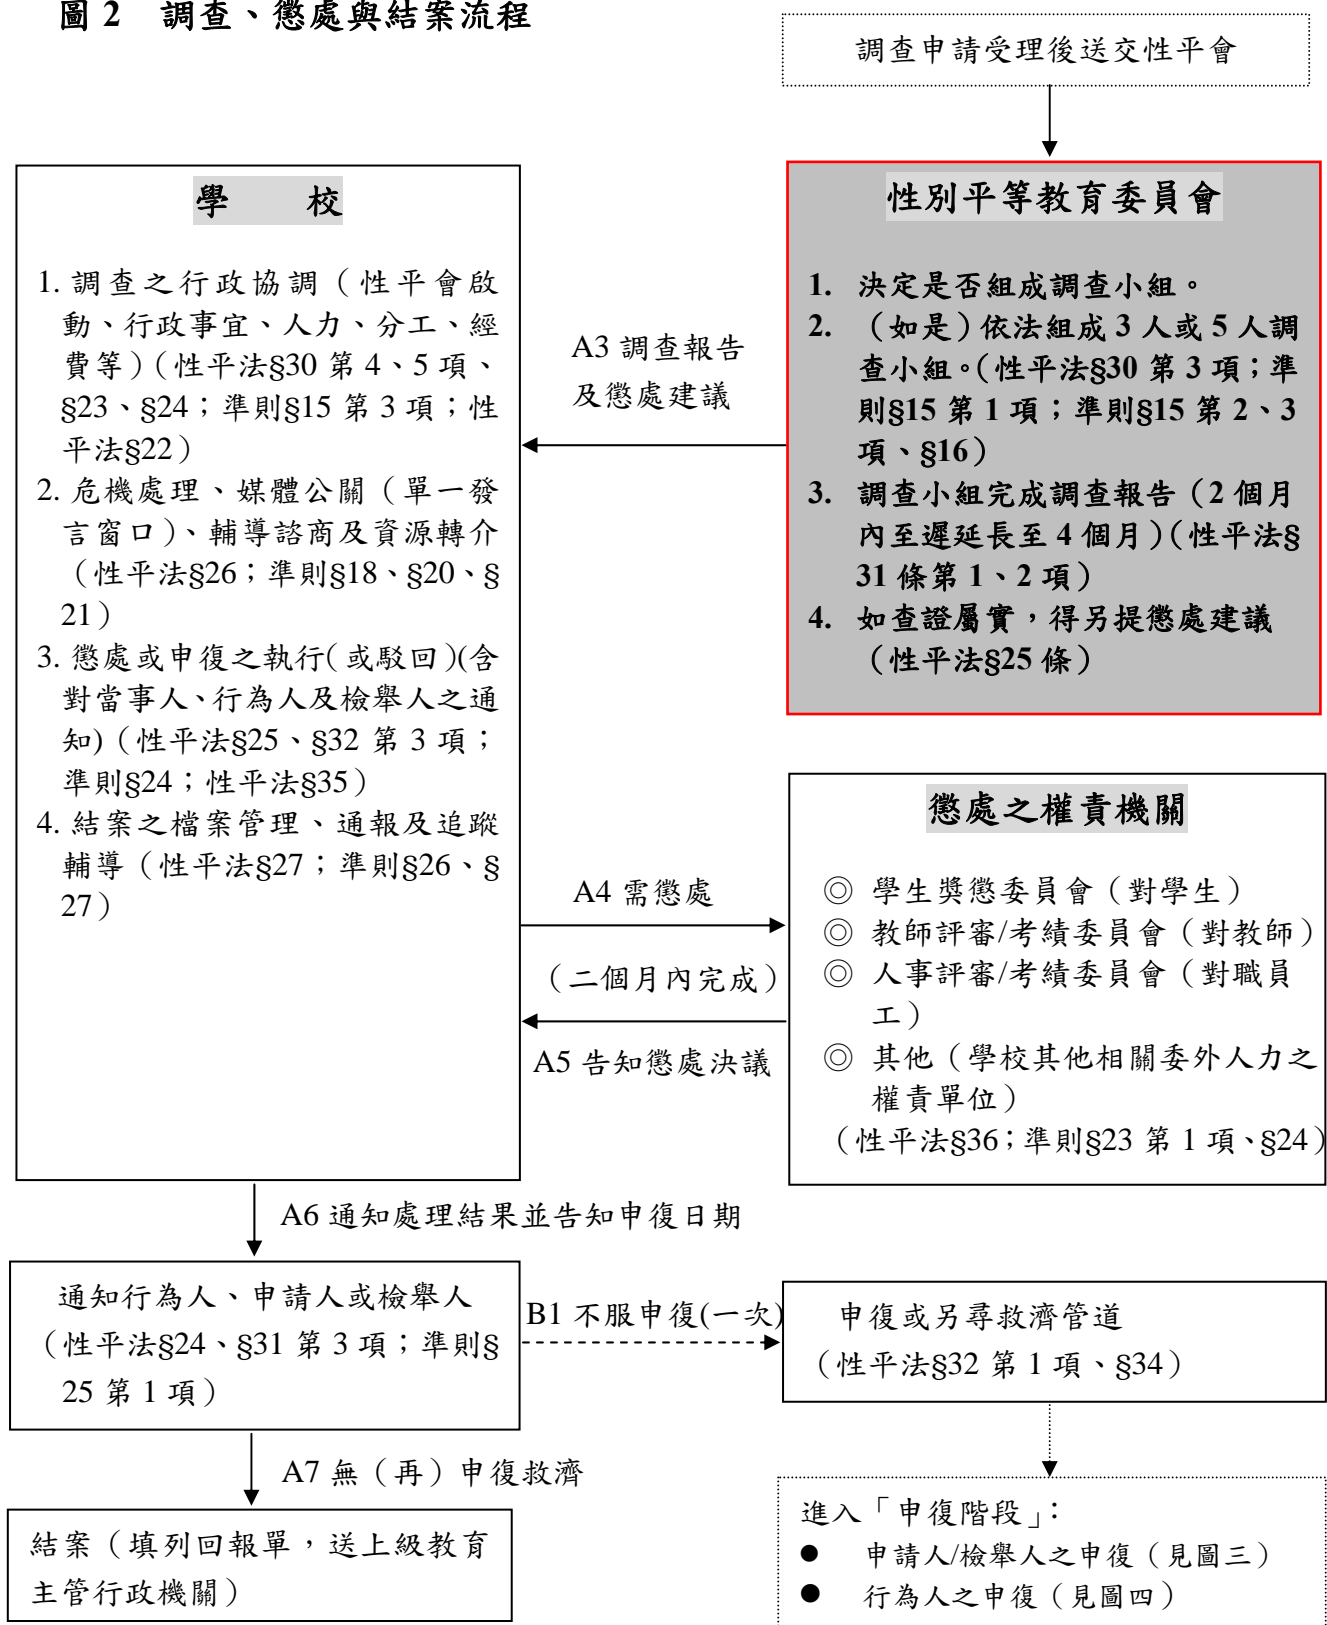 圖 2　調查、懲處與結案流程
調查申請受理後送交性平會
學　　校
1. 調查之行政協調（性平會啟
動、行政事宜、人力、分工、經
費等）（性平法§30 第 4、5 項、
§23、§24；準則§15 第 3 項；性
平法§22）
2. 危機處理、媒體公關（單一發
言窗口）、輔導諮商及資源轉介
（性平法§26；準則§18、§20、§
21）
3. 懲處或申復之執行(或駁回)(含
對當事人、行為人及檢舉人之通
知)（性平法§25、§32 第 3 項；
準則§24；性平法§35）
4. 結案之檔案管理、通報及追蹤
輔導（性平法§27；準則§26、§
27）
A3 調查報告
及懲處建議
性別平等教育委員會
1. 決定是否組成調查小組。
2. （如是）依法組成 3 人或 5 人調
查小組。（性平法§30 第 3 項；準
則§15 第 1 項；準則§15 第 2、3
項、§16）
3. 調查小組完成調查報告（2 個月
內至遲延長至 4 個月）（性平法§
31 條第 1、2 項）
4. 如查證屬實，得另提懲處建議
（性平法§25 條）
A4 需懲處
（二個月內完成）
A5 告知懲處決議
懲處之權責機關
◎ 學生獎懲委員會（對學生）
◎ 教師評審/考績委員會（對教師）
◎ 人事評審/考績委員會（對職員
工）
◎ 其他（學校其他相關委外人力之
權責單位）
（性平法§36；準則§23 第 1 項、§24）
A6 通知處理結果並告知申復日期
通知行為人、申請人或檢舉人
（性平法§24、§31 第 3 項；準則§
25 第 1 項）
B1 不服申復(一次)
申復或另尋救濟管道
（性平法§32 第 1 項、§34）
A7 無（再）申復救濟
結案（填列回報單，送上級教育
主管行政機關）
進入「申復階段」：
● 申請人/檢舉人之申復（見圖三）
● 行為人之申復（見圖四）